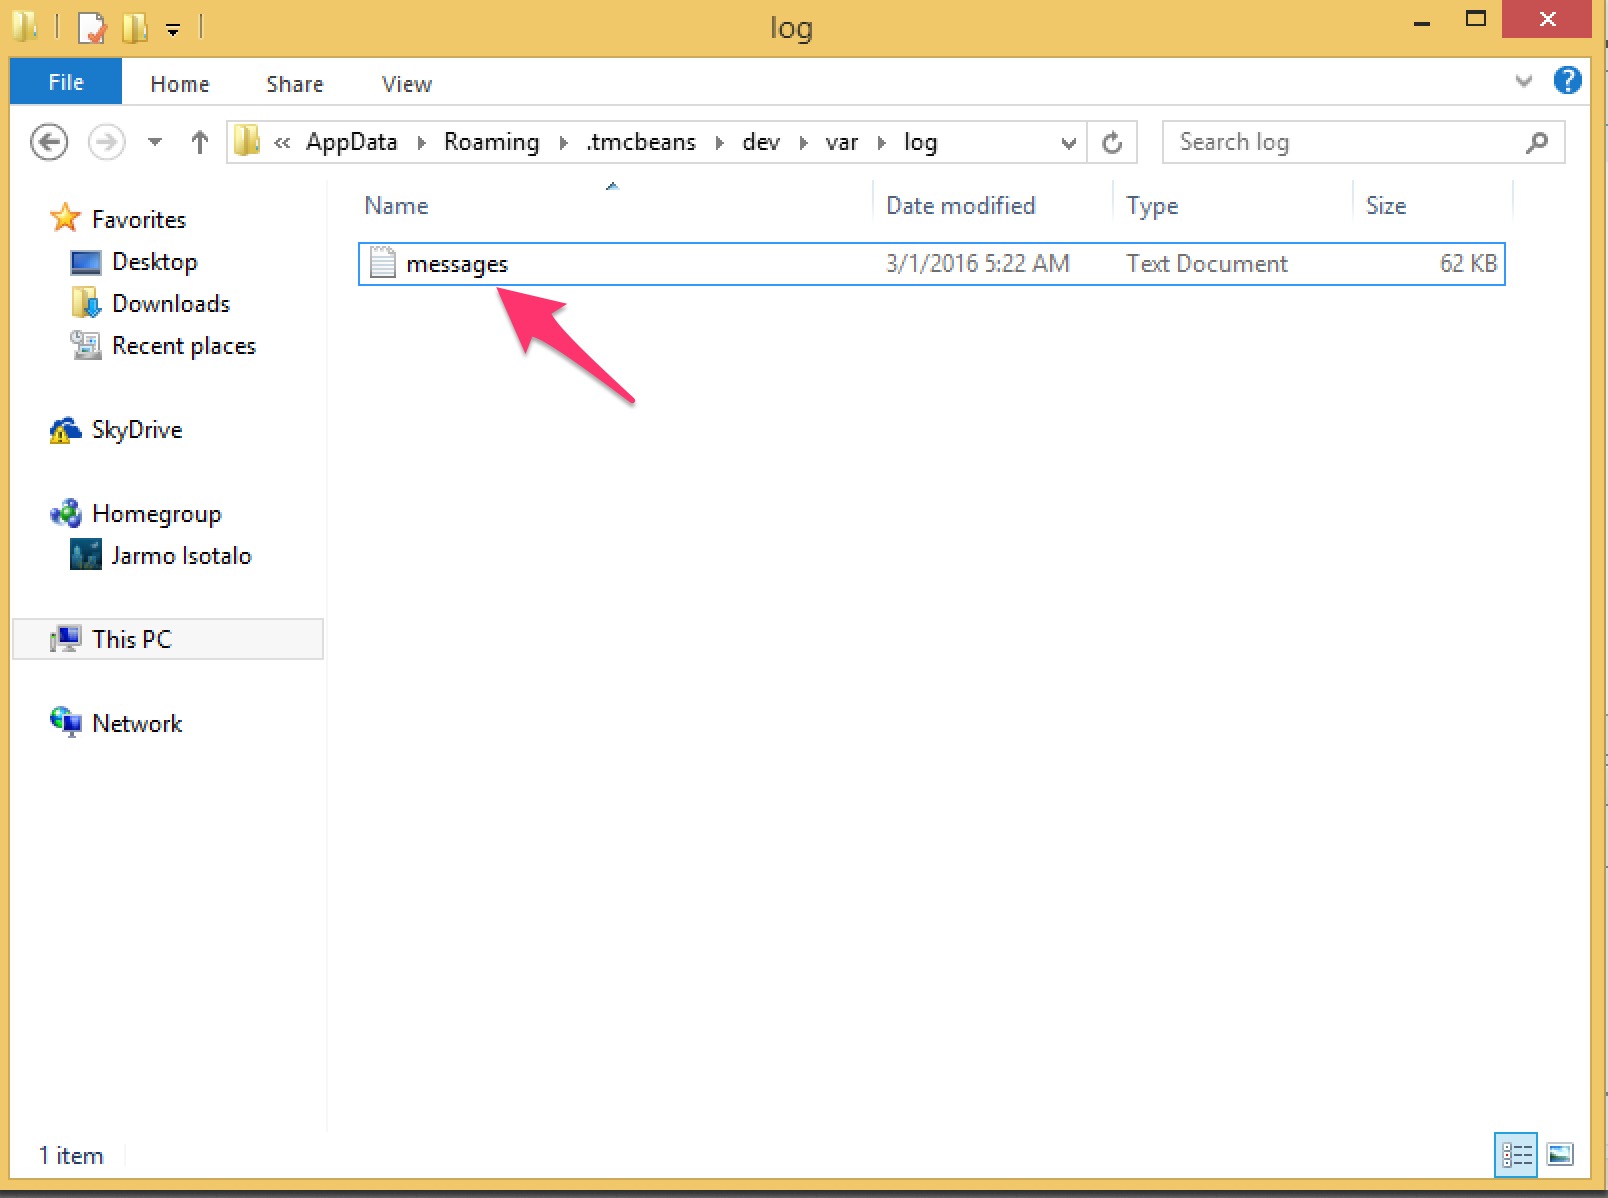 log
File Home Share View
« AppData Roaming .tmcbeans dev var log Search log
Name Date modified Type Size
messages 3/1/2016 5:22 AM Text Document 62 KB
Favorites
Desktop
Downloads
Recent places
SkyDrive
Homegroup
Jarmo Isotalo
This PC
Network
1 item